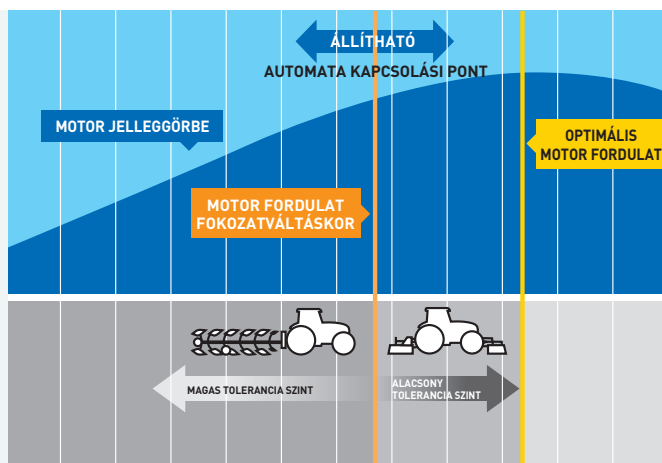 ÁLLÍTHATÓ
AUTOMATA KAPCSOLÁSI PONT
MOTOR JELLEGGÖRBE
OPTIMÁLIS
MOTOR FORDULAT
MOTOR FORDULAT
FOKOZATVÁLTÁSKOR
MAGAS TOLERANCIA SZINT
ALACSONY
TOLERANCIA SZINT